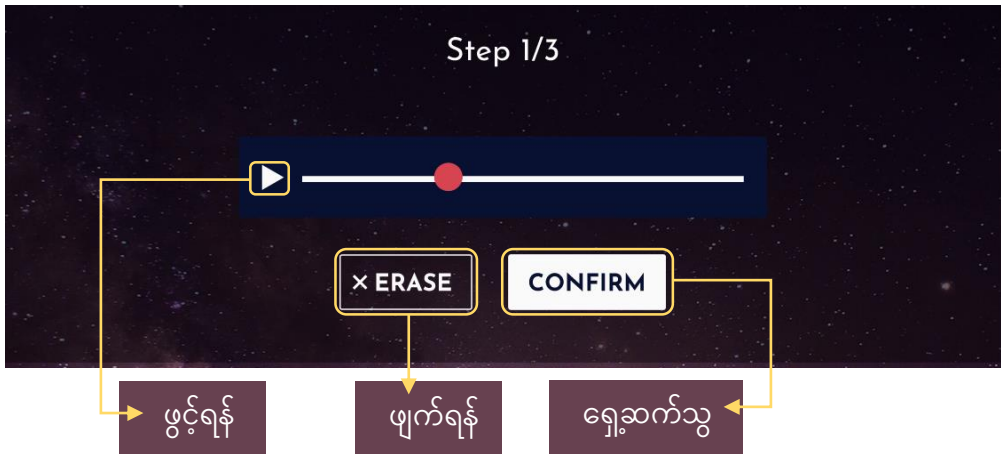 Step 1/3
× ERASE
CONFIRM
ဖွင့်ရန်
ဖျက်ရန်
ရှေ့ဆက်သွ